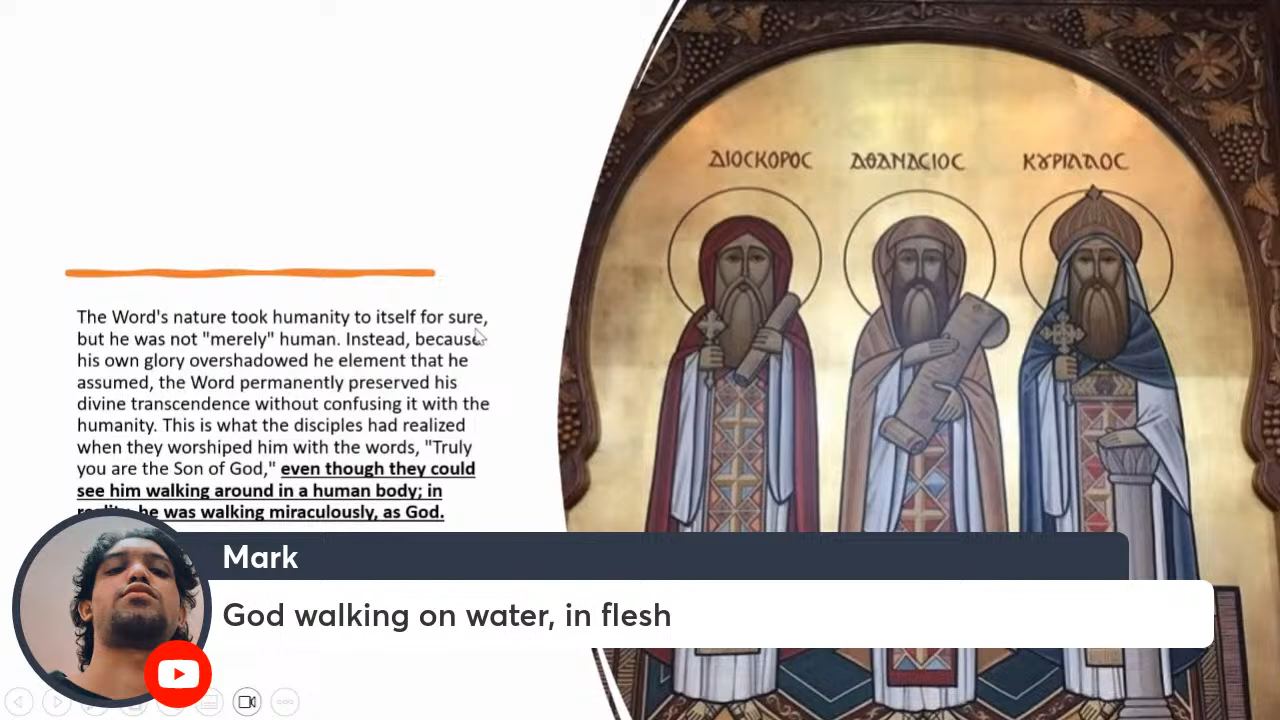 ΔΙΟCΚΟΡΟC ΑΘΑΝΑCΙΟC ΚΥΡΙΛΛΟC
The Word's nature took humanity to itself for sure,
but he was not "merely" human. Instead, because
his own glory overshadowed he element that he
assumed, the Word permanently preserved his
divine transcendence without confusing it with the
humanity. This is what the disciples had realized
when they worshiped him with the words, "Truly
you are the Son of God," even though they could
see him walking around in a human body; in
he was walking miraculously, as God.
Mark
God walking on water, in flesh